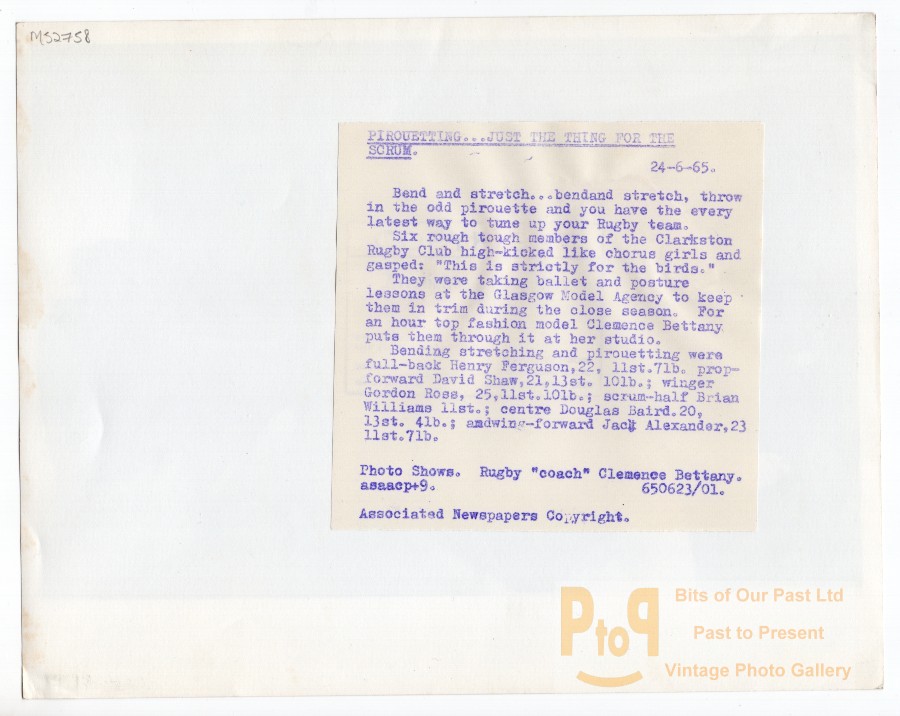 MS2758
PIROUETTING...JUST THE THING FOR THE
SCRUM.
24-6-65.
Bend and stretch...bendand stretch, throw
in the odd pirouette and you have the every
latest way to tune up your Rugby team.
Six rough tough members of the Clarkston
Rugby Club high-kicked like chorus girls and
gasped: "This is strictly for the birds."
They were taking ballet and posture
lessons at the Glasgow Model Agency to keep
them in trim during the close season. For
an hour top fashion model Clemence Bettany
puts them through it at her studio.
Bending stretching and pirouetting were
full-back Henry Ferguson,22, 11st.7lb. prop-
forward David Shaw,21,13st. 10lb.; winger
Gordon Ross, 25,11st.10lb.; scrum-half Brian
Williams 11st.; centre Douglas Baird.20,
13st. 4lb.; amdwing-forward Jack Alexander,23
11st.7lb.
Photo Shows. Rugby "coach" Clemence Bettany.
asaacp+9. 650623/01.
Associated Newspapers Copyright.
PtoP
Bits of Our Past Ltd
Past to Present
Vintage Photo Gallery